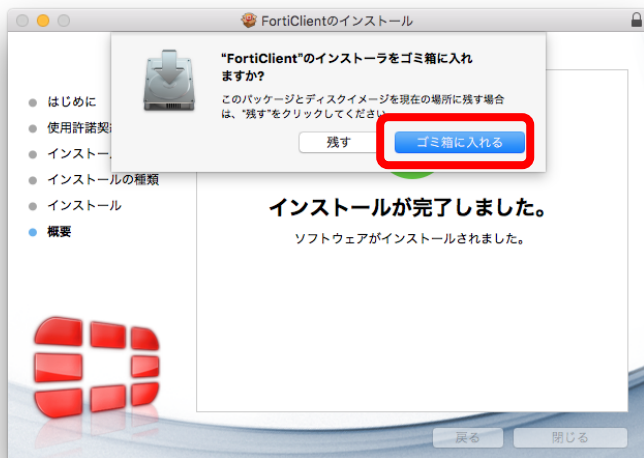 FortiClientのインストール
"FortiClient"のインストーラをゴミ箱に入れ
ますか?
このパッケージとディスクイメージを現在の場所に残す場合
は、"残す"をクリックしてください。
残す
ゴミ箱に入れる
はじめに
使用許諾契
インストー
インストールの種類
インストール
概要
インストールが完了しました。
ソフトウェアがインストールされました。
戻る
閉じる